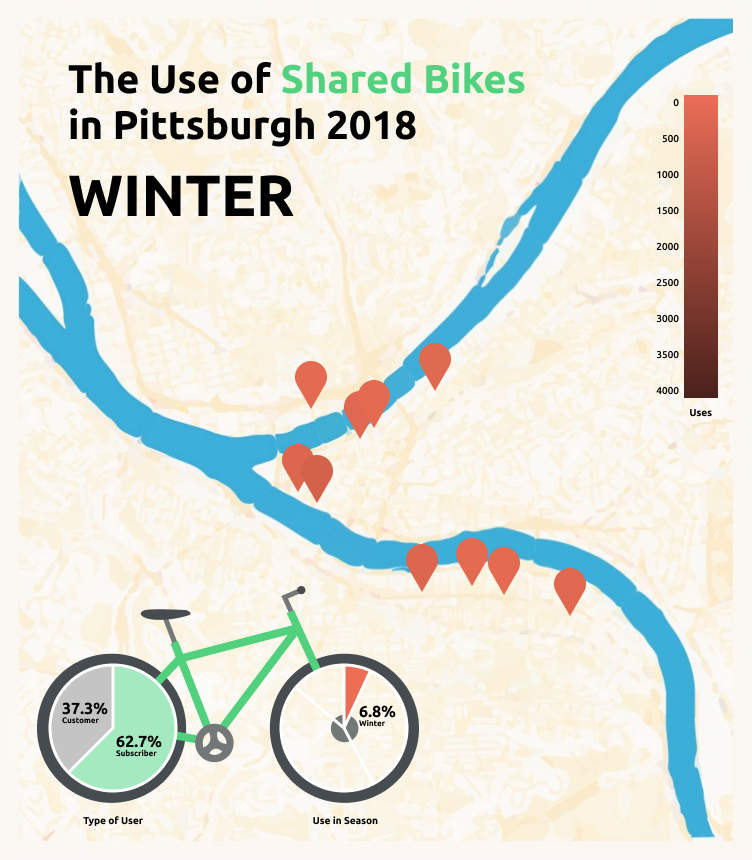 The Use of Shared Bikes
in Pittsburgh 2018
WINTER
0
500
1000
1500
2000
2500
3000
3500
4000
Uses
37.3%
Customer
62.7%
Subscriber
6.8%
Winter
Type of User
Use in Season